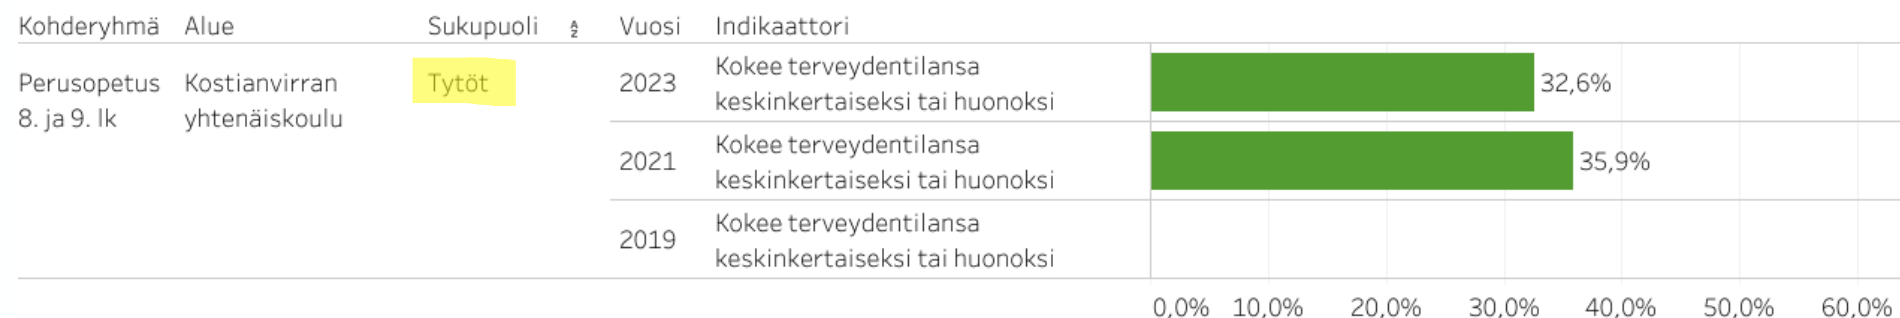 Kohderyhmä Alue Sukupuoli Vuosi Indikaattori
Perusopetus
8. ja 9. lk
Kostianvirran
yhtenäiskoulu
Tytöt
2023
Kokee terveydentilansa
keskinkertaiseksi tai huonoksi
32,6%
2021
Kokee terveydentilansa
keskinkertaiseksi tai huonoksi
35,9%
2019
Kokee terveydentilansa
keskinkertaiseksi tai huonoksi
0,0% 10,0% 20,0% 30,0% 40,0% 50,0% 60,0%